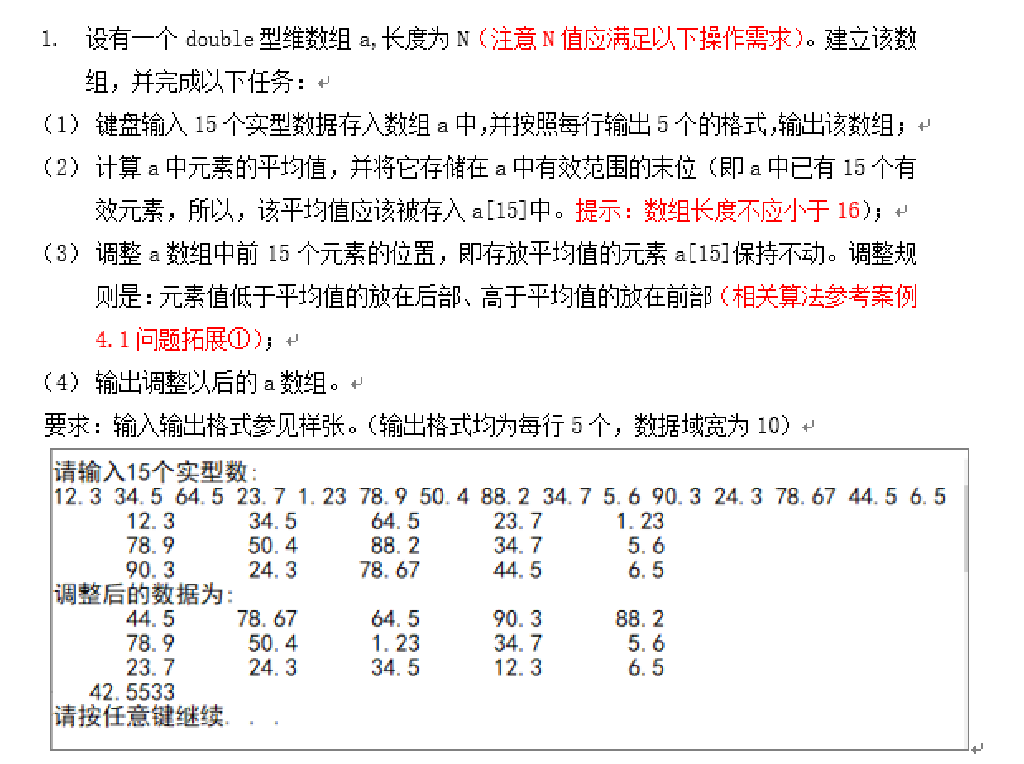 1. 设有一个 double 型维数组 a,长度为 N（注意 N 值应满足以下操作需求）。建立该数
组，并完成以下任务：↵
（1） 键盘输入 15 个实型数据存入数组 a 中,并按照每行输出 5 个的格式,输出该数组；↵
（2） 计算 a 中元素的平均值，并将它存储在 a 中有效范围的末位（即 a 中已有 15 个有
效元素，所以，该平均值应该被存入 a[15]中。提示：数组长度不应小于 16）；↵
（3） 调整 a 数组中前 15 个元素的位置，即存放平均值的元素 a[15]保持不动。调整规
则是：元素值低于平均值的放在后部、高于平均值的放在前部（相关算法参考案例
4.1 问题拓展①）；↵
（4） 输出调整以后的 a 数组。↵
要求：输入输出格式参见样张。（输出格式均为每行 5 个，数据域宽为 10）↵
请输入15个实型数:
12.3 34.5 64.5 23.7 1.23 78.9 50.4 88.2 34.7 5.6 90.3 24.3 78.67 44.5 6.5
12.3 34.5 64.5 23.7 1.23
78.9 50.4 88.2 34.7 5.6
90.3 24.3 78.67 44.5 6.5
调整后的数据为:
44.5 78.67 64.5 90.3 88.2
78.9 50.4 1.23 34.7 5.6
23.7 24.3 34.5 12.3 6.5
42.5533
请按任意键继续. . .
↵